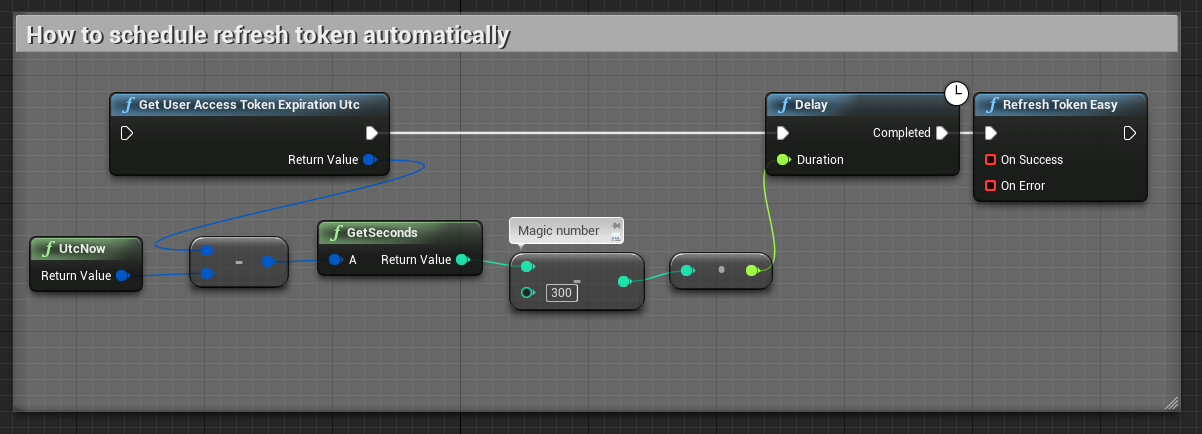 How to schedule refresh token automatically
f Get User Access Token Expiration Utc
Return Value
f Delay
Completed
Duration
f Refresh Token Easy
On Success
On Error
f UtcNow
Return Value
-
f GetSeconds
A Return Value
Magic number
-
300